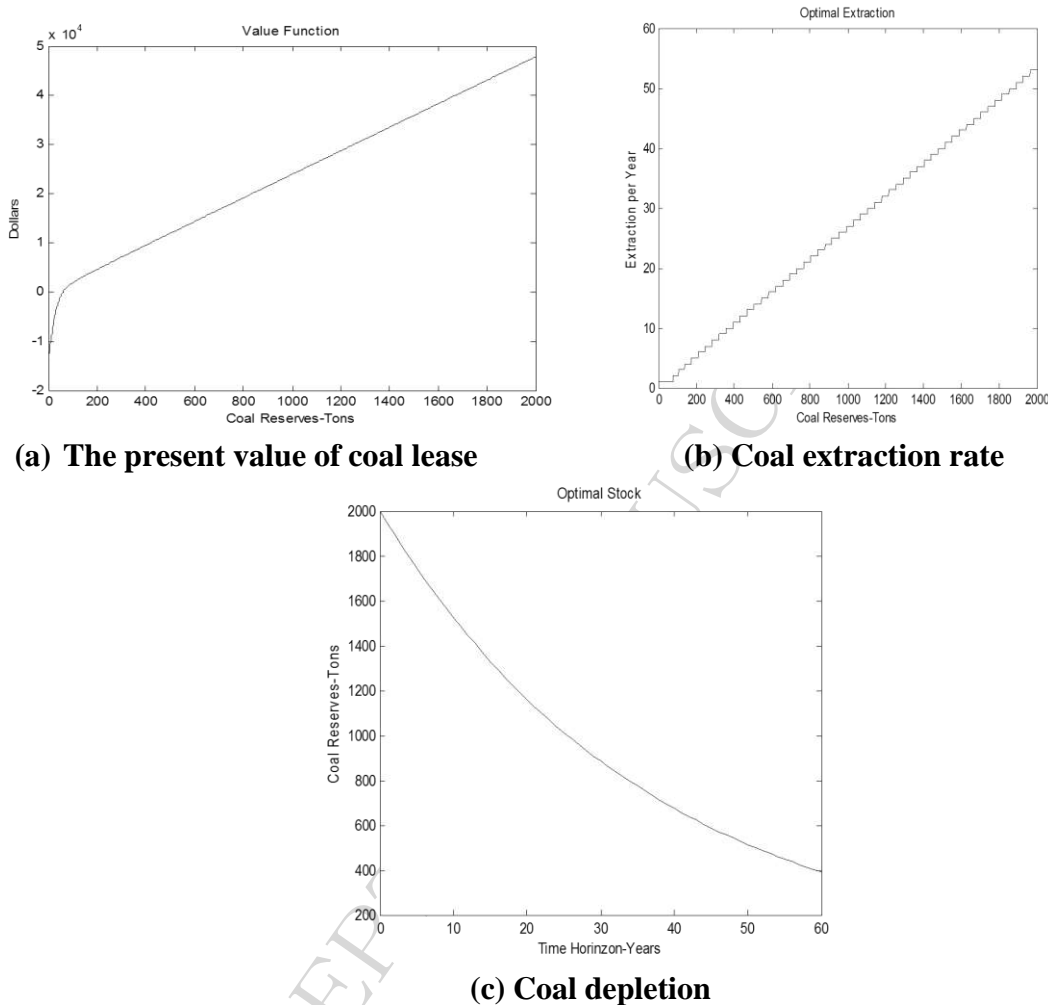 Value Function
x 10⁴
5
4
3
2
1
0
-1
-2
Dollars
0 200 400 600 800 1000 1200 1400 1600 1800 2000
Coal Reserves-Tons
(a) The present value of coal lease
Optimal Extraction
60
50
40
30
20
10
0
Extraction per Year
0 200 400 600 800 1000 1200 1400 1600 1800 2000
Coal Reserves-Tons
(b) Coal extraction rate
Optimal Stock
2000
1800
1600
1400
1200
1000
800
600
400
200
Coal Reserves-Tons
0 10 20 30 40 50 60
Time Horinzon-Years
(c) Coal depletion